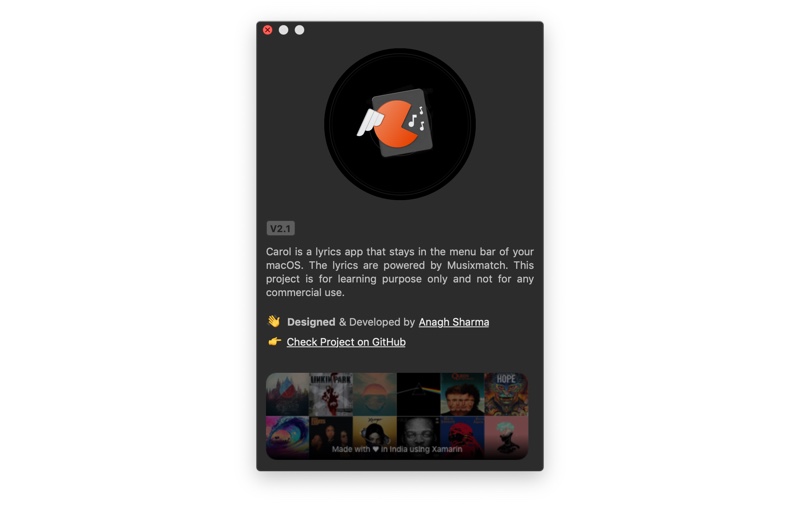 V2.1
Carol is a lyrics app that stays in the menu bar of your
macOS. The lyrics are powered by Musixmatch. This
project is for learning purpose only and not for any
commercial use.
👋 Designed & Developed by Anagh Sharma
👉 Check Project on GitHub
LINKIN PARK
HOPE
Made with ♥ in India using Xamarin